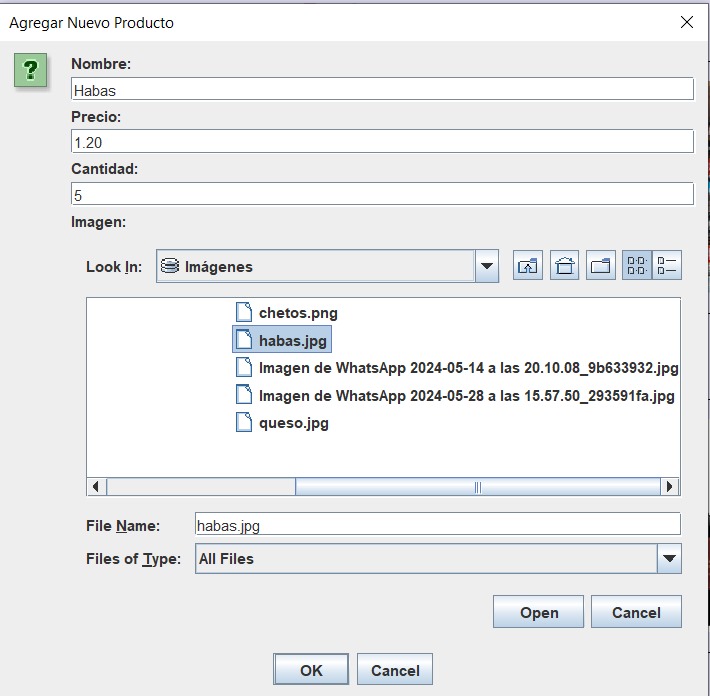 Agregar Nuevo Producto
?
Nombre:
Habas
Precio:
1.20
Cantidad:
5
Imagen:
Look In: Imágenes
chetos.png
habas.jpg
Imagen de WhatsApp 2024-05-14 a las 20.10.08_9b633932.jpg
Imagen de WhatsApp 2024-05-28 a las 15.57.50_293591fa.jpg
queso.jpg
File Name: habas.jpg
Files of Type: All Files
Open Cancel
OK Cancel